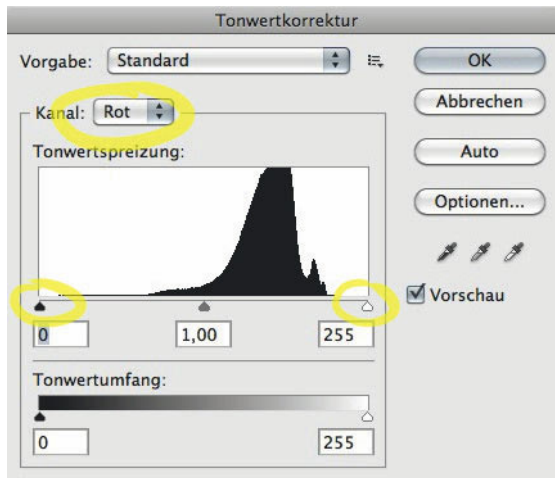 Tonwertkorrektur
Vorgabe: Standard
OK
Kanal: Rot
Abbrechen
Tonwertspreizung:
Auto
Optionen...
Vorschau
0 1,00 255
Tonwertumfang:
0 255